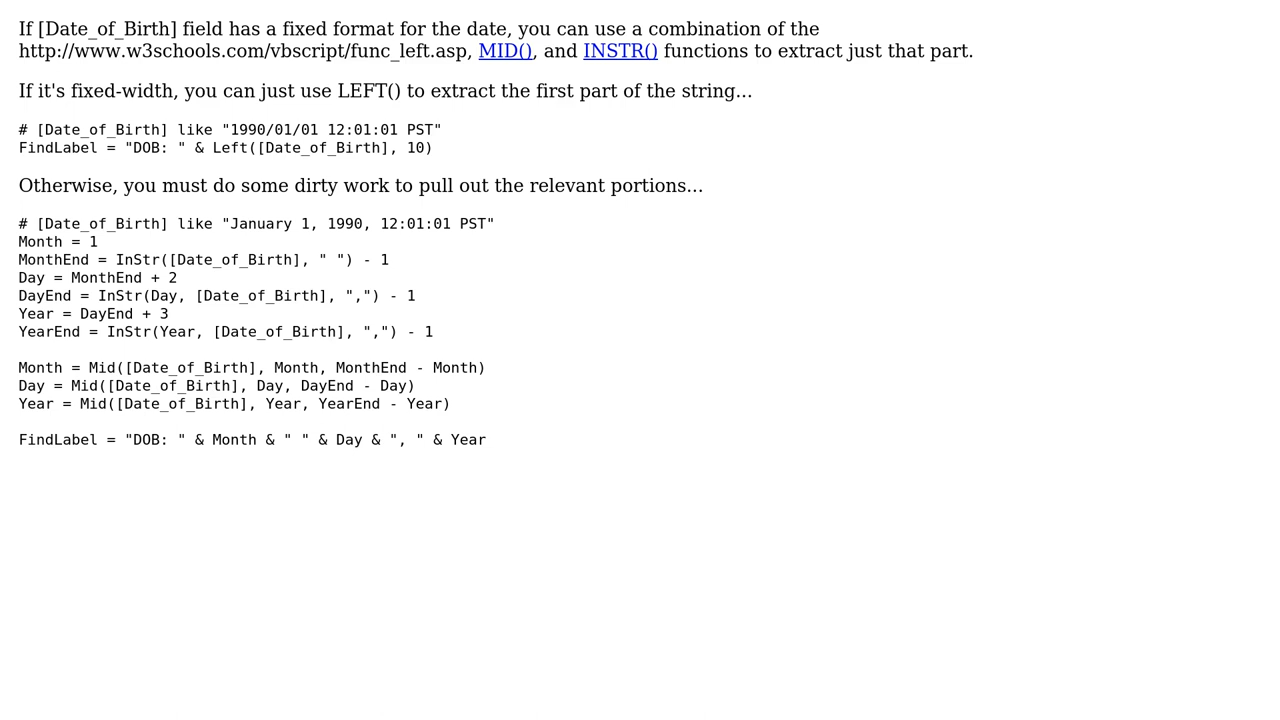 If [Date_of_Birth] field has a fixed format for the date, you can use a combination of the
http://www.w3schools.com/vbscript/func_left.asp, MID(), and INSTR() functions to extract just that part.
If it's fixed-width, you can just use LEFT() to extract the first part of the string...
# [Date_of_Birth] like "1990/01/01 12:01:01 PST"
FindLabel = "DOB: " & Left([Date_of_Birth], 10)
Otherwise, you must do some dirty work to pull out the relevant portions...
# [Date_of_Birth] like "January 1, 1990, 12:01:01 PST"
Month = 1
MonthEnd = InStr([Date_of_Birth], " ") - 1
Day = MonthEnd + 2
DayEnd = InStr(Day, [Date_of_Birth], ",") - 1
Year = DayEnd + 3
YearEnd = InStr(Year, [Date_of_Birth], ",") - 1
Month = Mid([Date_of_Birth], Month, MonthEnd - Month)
Day = Mid([Date_of_Birth], Day, DayEnd - Day)
Year = Mid([Date_of_Birth], Year, YearEnd - Year)
FindLabel = "DOB: " & Month & " " & Day & ", " & Year